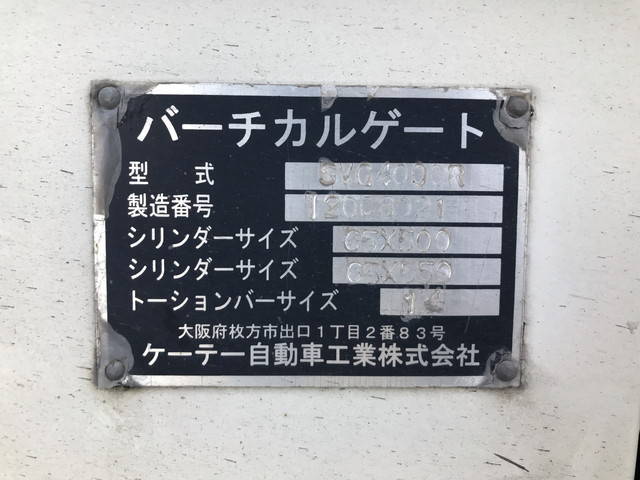 バーチカルゲート
型 式 SVG4000R
製造番号
シリンダーサイズ 65X500
シリンダーサイズ 65X550
トーションバーサイズ
大阪府枚方市出口1丁目2番83号
ケーテー自動車工業株式会社